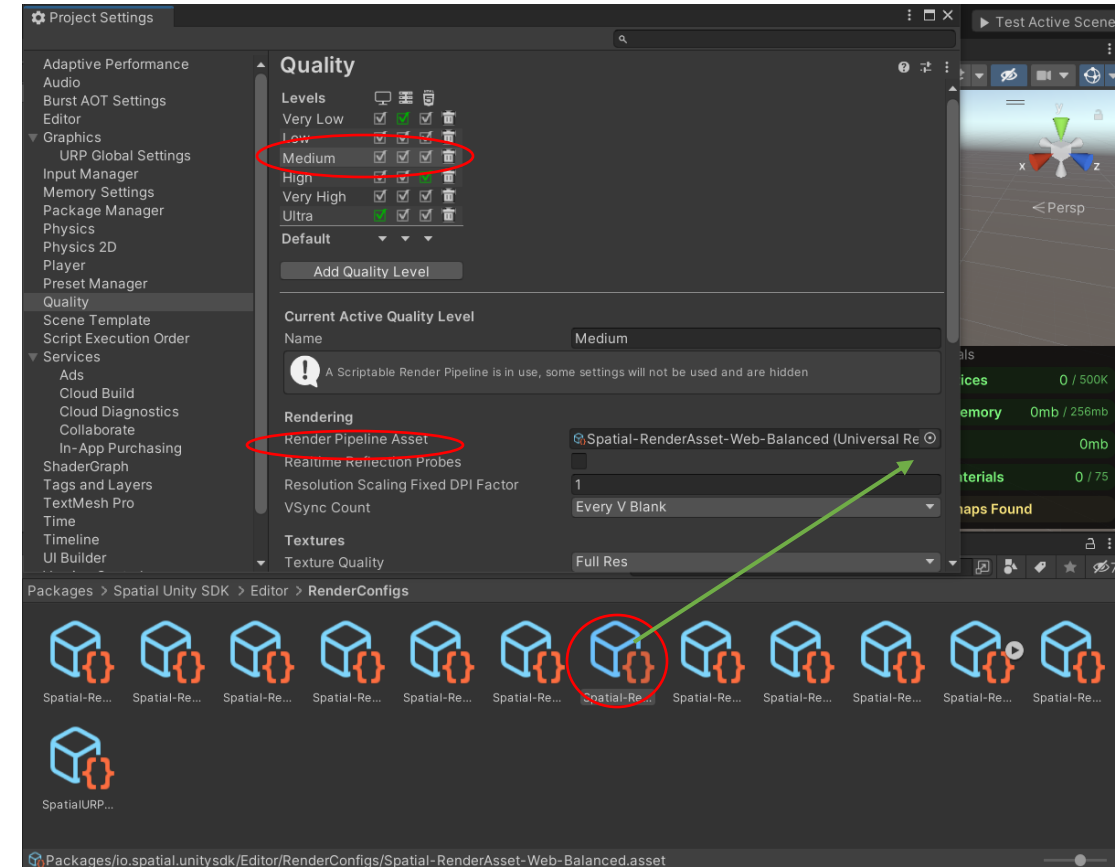 Project Settings
Test Active Scene
Adaptive Performance
Audio
Burst AOT Settings
Editor
Graphics
URP Global Settings
Input Manager
Memory Settings
Package Manager
Physics
Physics 2D
Player
Preset Manager
Quality
Scene Template
Script Execution Order
Services
Ads
Cloud Build
Cloud Diagnostics
Collaborate
In-App Purchasing
ShaderGraph
Tags and Layers
TextMesh Pro
Time
Timeline
UI Builder
Quality
Levels
Very Low
Low
Medium
High
Very High
Ultra
Default
Add Quality Level
Current Active Quality Level
Name Medium
A Scriptable Render Pipeline is in use, some settings will not be used and are hidden
Rendering
Render Pipeline Asset Spatial-RenderAsset-Web-Balanced (Universal Re
Realtime Reflection Probes
Resolution Scaling Fixed DPI Factor 1
VSync Count Every V Blank
Textures
Texture Quality Full Res
y
x z
Persp
als
ices 0 / 500K
emory 0mb / 256mb
0mb
aterials 0 / 75
maps Found
Packages > Spatial Unity SDK > Editor > RenderConfigs
Spatial-Re... Spatial-Re... Spatial-Re... Spatial-Re... Spatial-Re... Spatial-Re... Spatial-Re... Spatial-Re... Spatial-Re... Spatial-Re... Spatial-Re... Spatial-Re...
SpatialURP...
Packages/io.spatial.unitysdk/Editor/RenderConfigs/Spatial-RenderAsset-Web-Balanced.asset